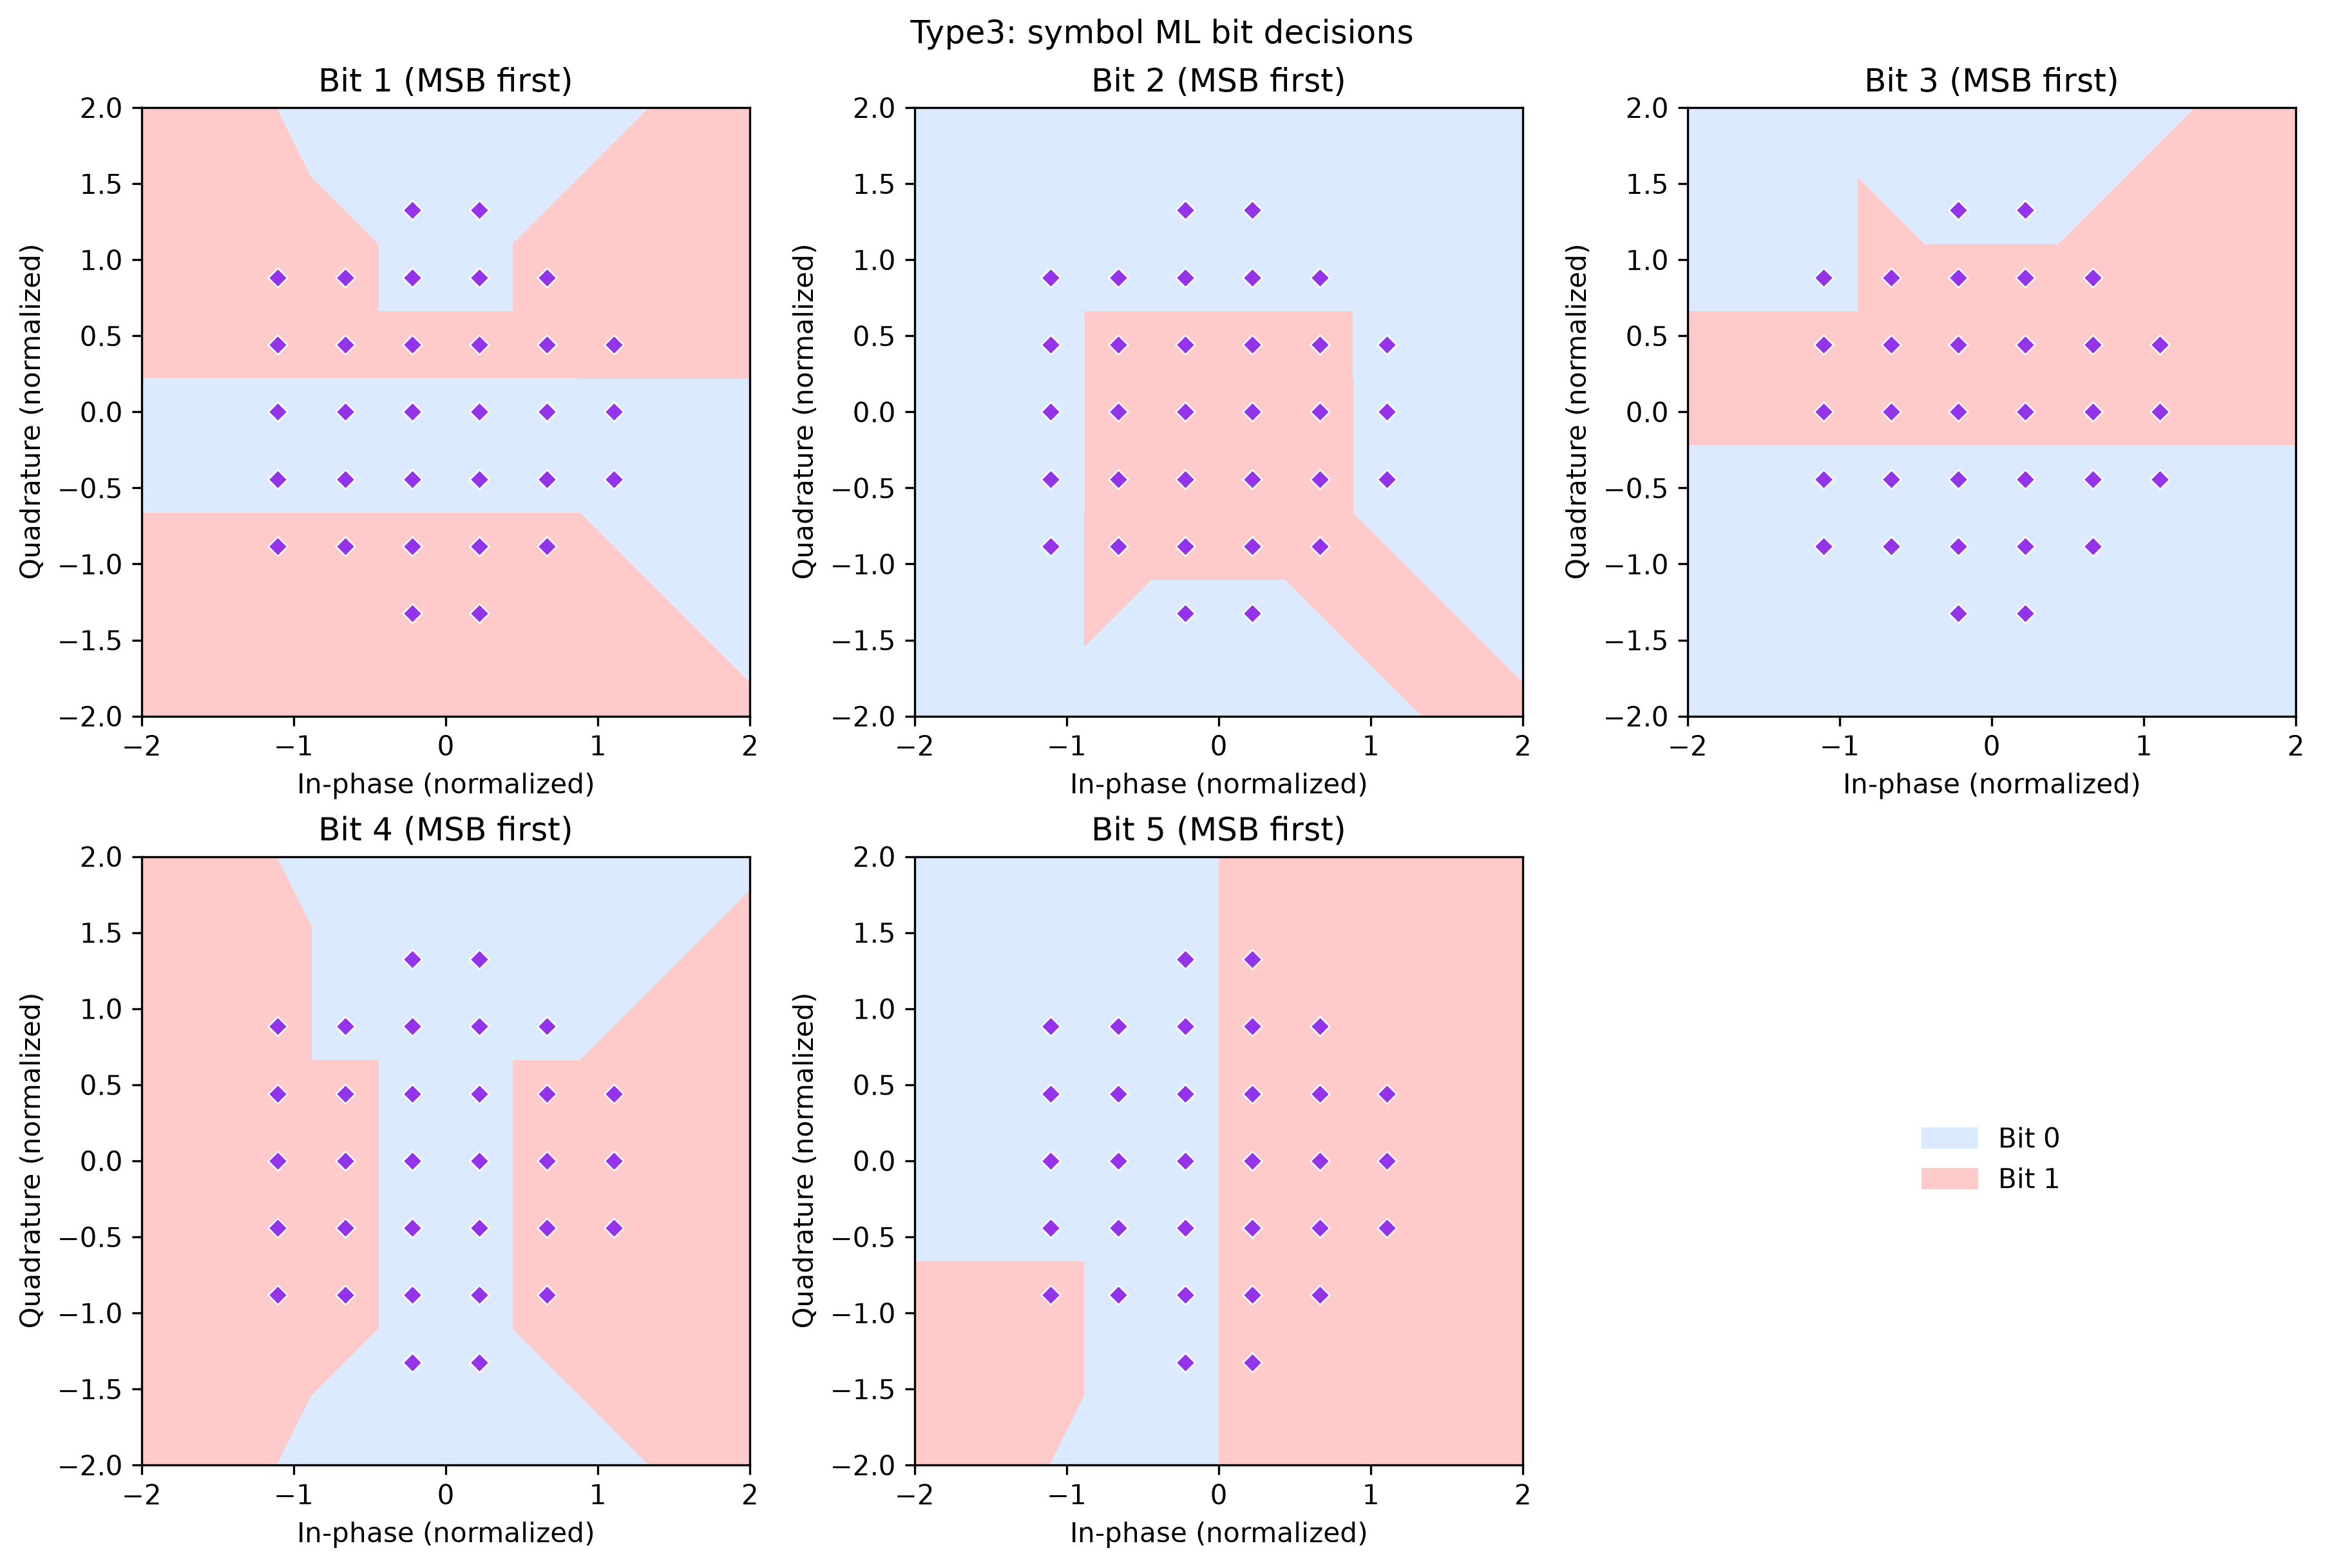 Type3: symbol ML bit decisions
Bit 1 (MSB first)
Bit 2 (MSB first)
Bit 3 (MSB first)
Quadrature (normalized)
2.0
1.5
1.0
0.5
0.0
−0.5
−1.0
−1.5
−2.0
−2 −1 0 1 2
In-phase (normalized)
Quadrature (normalized)
2.0
1.5
1.0
0.5
0.0
−0.5
−1.0
−1.5
−2.0
−2 −1 0 1 2
In-phase (normalized)
Quadrature (normalized)
2.0
1.5
1.0
0.5
0.0
−0.5
−1.0
−1.5
−2.0
−2 −1 0 1 2
In-phase (normalized)
Bit 4 (MSB first)
Bit 5 (MSB first)
Quadrature (normalized)
2.0
1.5
1.0
0.5
0.0
−0.5
−1.0
−1.5
−2.0
−2 −1 0 1 2
In-phase (normalized)
Quadrature (normalized)
2.0
1.5
1.0
0.5
0.0
−0.5
−1.0
−1.5
−2.0
−2 −1 0 1 2
In-phase (normalized)
Bit 0
Bit 1